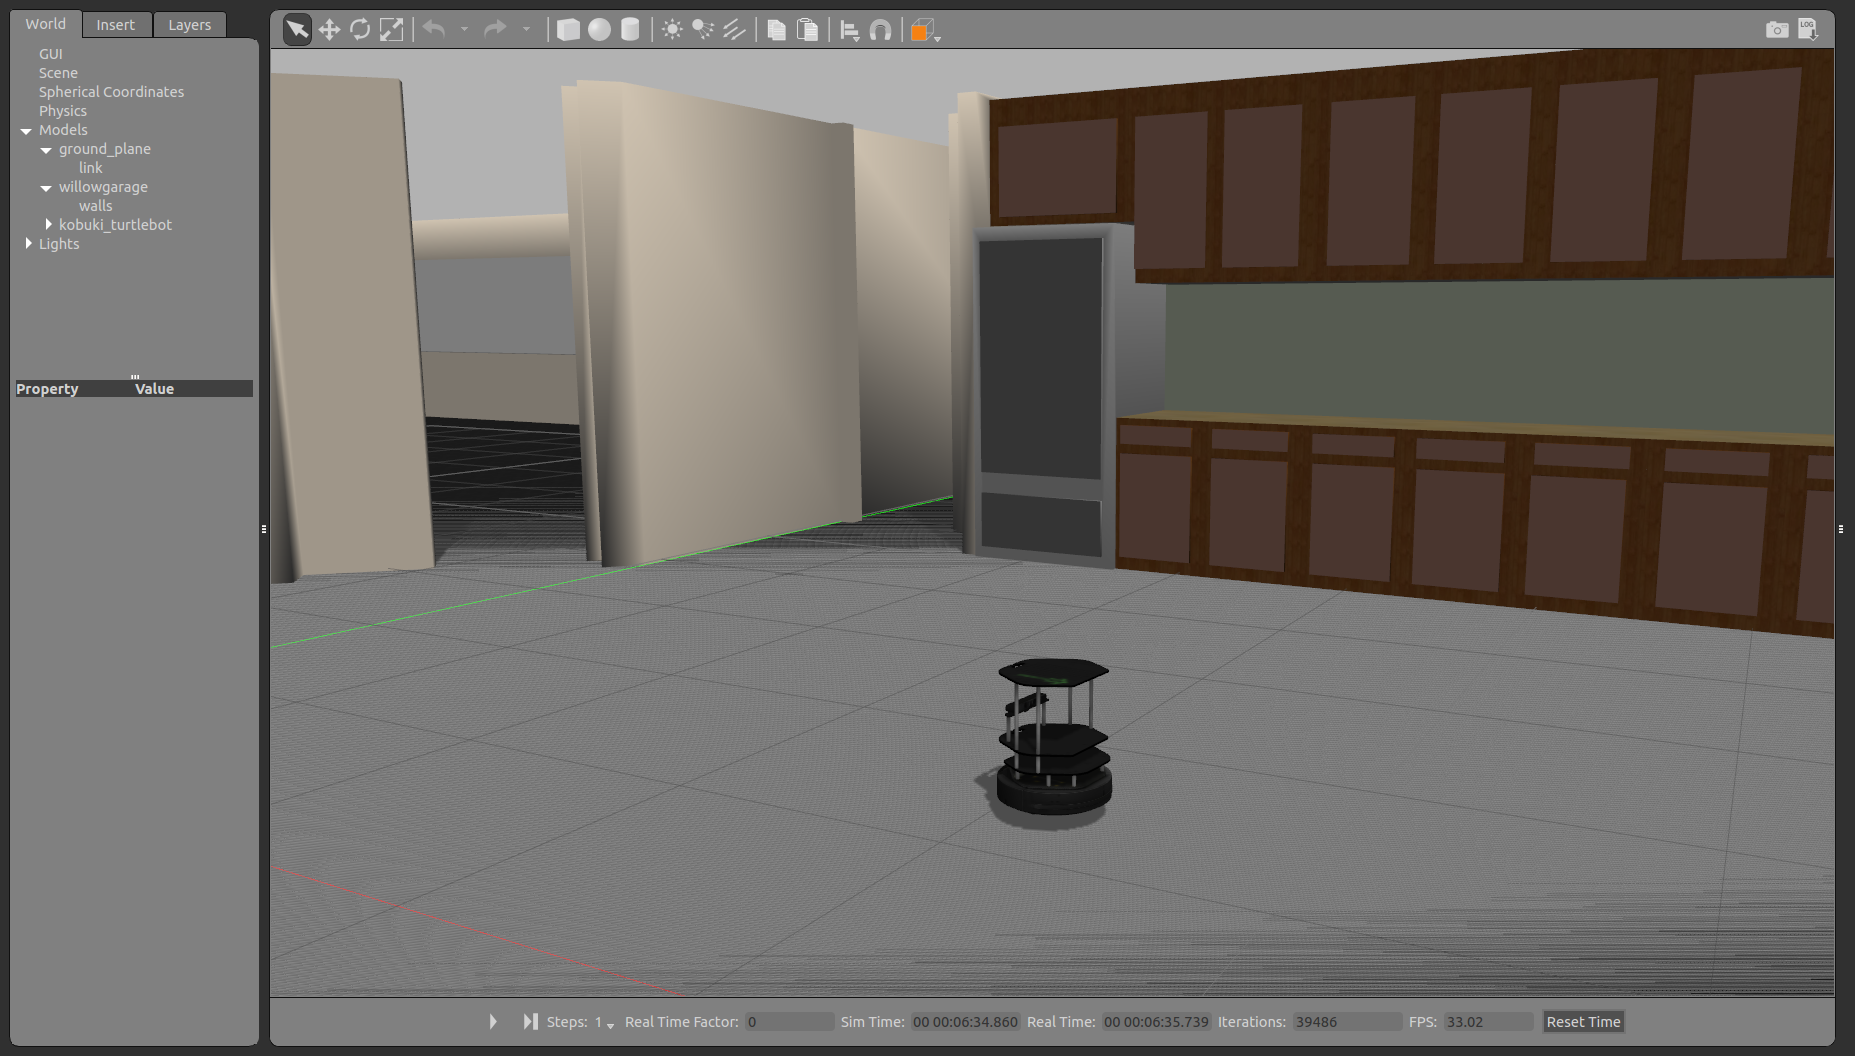 World Insert Layers
LOG
GUI
Scene
Spherical Coordinates
Physics
Models
ground_plane
link
willowgarage
walls
kobuki_turtlebot
Lights
Property Value
Steps: 1 Real Time Factor: 0 Sim Time: 00 00:06:34.860 Real Time: 00 00:06:35.739 Iterations: 39486 FPS: 33.02 Reset Time